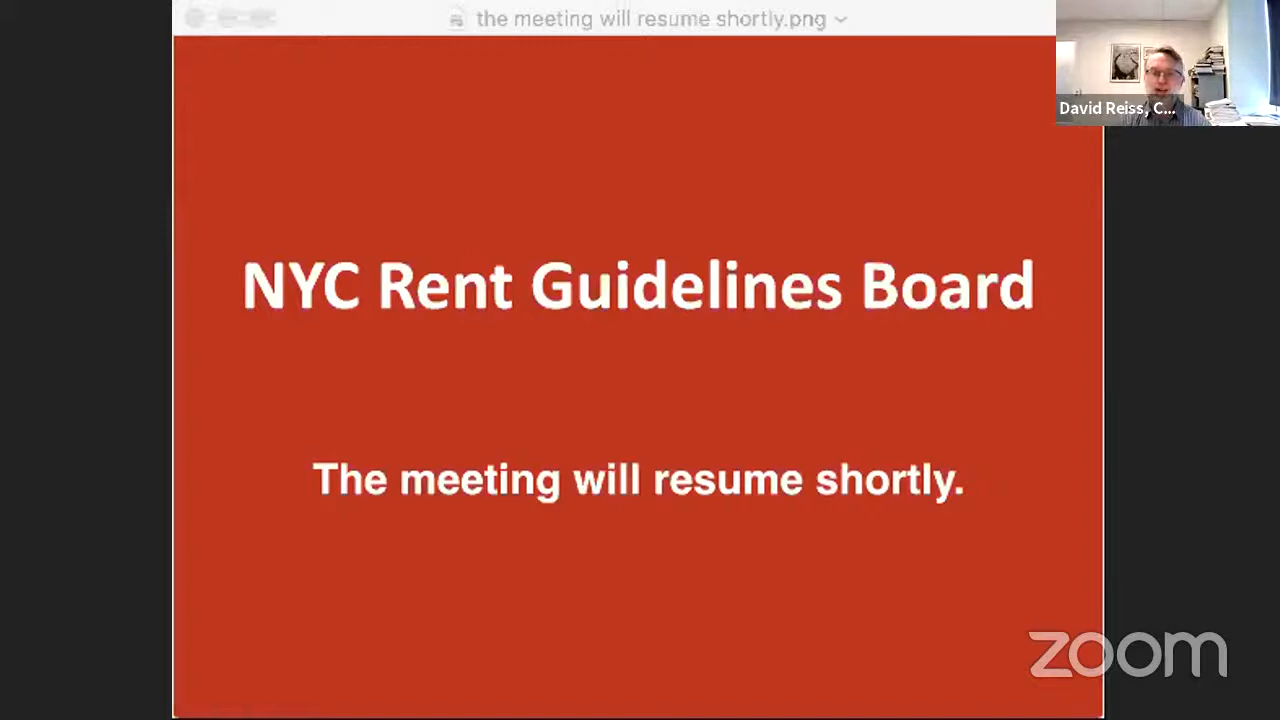 the meeting will resume shortly.png
David Reiss, C...
NYC Rent Guidelines Board
The meeting will resume shortly.
zoom